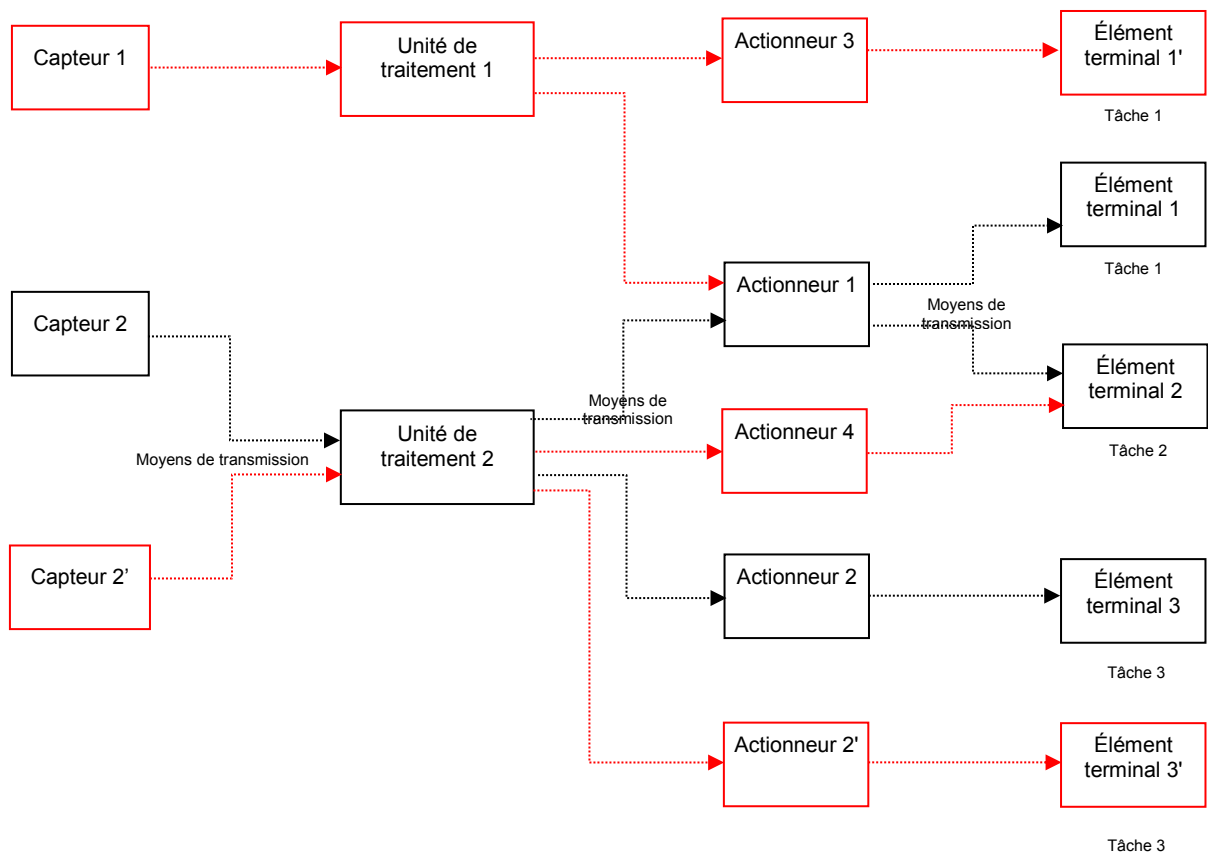 Capteur 1
Unité de
traitement 1
Actionneur 3
Élément
terminal 1'
Tâche 1
Élément
terminal 1
Tâche 1
Capteur 2
Actionneur 1
Moyens de
transmission
Élément
terminal 2
Tâche 2
Moyens de
transmission
Unité de
traitement 2
Actionneur 4
Moyens de transmission
Capteur 2’
Actionneur 2
Élément
terminal 3
Tâche 3
Actionneur 2'
Élément
terminal 3'
Tâche 3